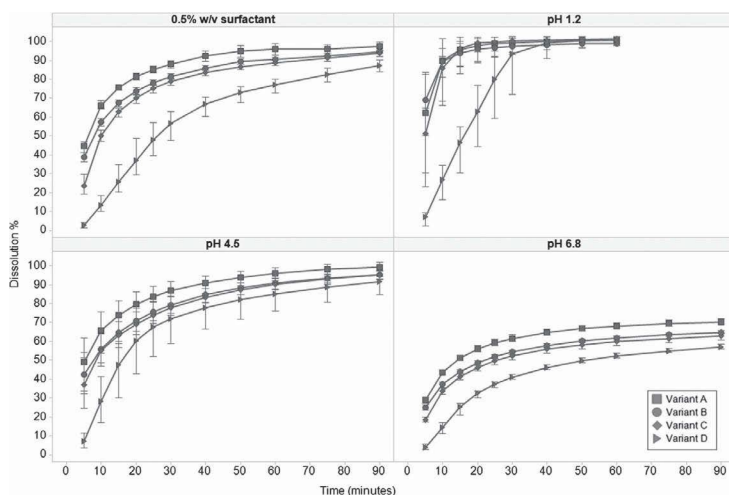 0.5% w/v surfactant
pH 1.2
100
90
80
70
60
50
40
30
20
10
0
pH 4.5
pH 6.8
100
90
80
70
60
50
40
30
20
10
0
Dissolution %
Variant A
Variant B
Variant C
Variant D
0 10 20 30 40 50 60 70 80 90 0 10 20 30 40 50 60 70 80 90
Time (minutes)